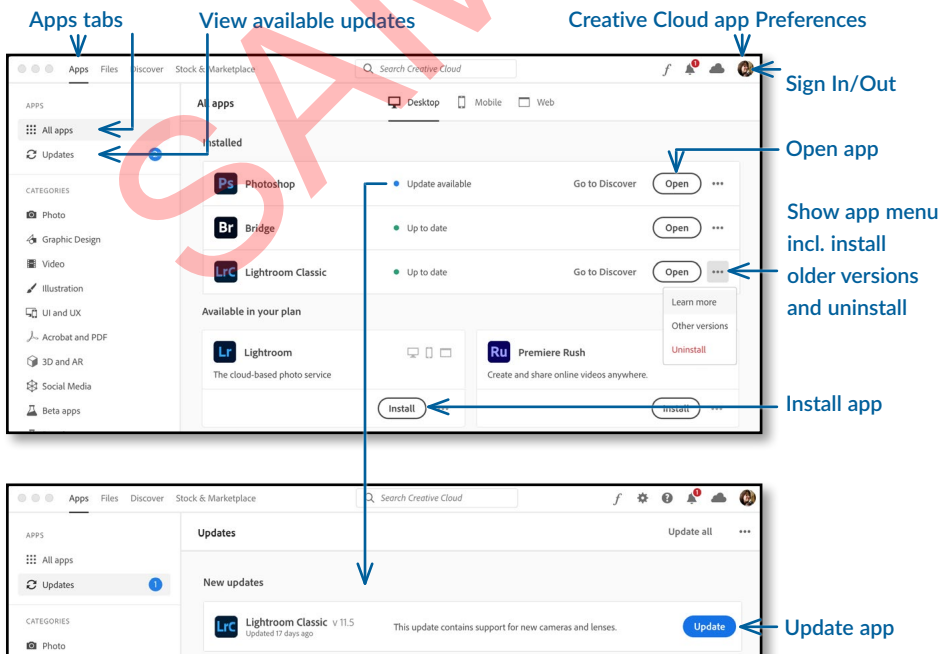 Apps tabs
View available updates
Creative Cloud app Preferences
Apps Files Discover Stock & Marketplace
Search Creative Cloud
f
1
Sign In/Out
APPS
All apps
Desktop Mobile Web
All apps
Installed
Updates
Open app
Ps Photoshop Update available Go to Discover Open
CATEGORIES
Photo
Br Bridge Up to date Open
Show app menu
incl. install
older versions
and uninstall
Graphic Design
Video
LrC Lightroom Classic Up to date Go to Discover Open
Illustration
Learn more
UI and UX
Available in your plan
Other versions
Acrobat and PDF
Uninstall
Lr Lightroom
Ru Premiere Rush
3D and AR
The cloud-based photo service
Create and share online videos anywhere.
Social Media
Beta apps
Install
Install
Install app
SAM
Apps Files Discover Stock & Marketplace
Search Creative Cloud
f
1
APPS
Updates
Update all
All apps
Updates 1
New updates
CATEGORIES
Photo
LrC Lightroom Classic v 11.5
Updated 17 days ago
This update contains support for new cameras and lenses.
Update
Update app